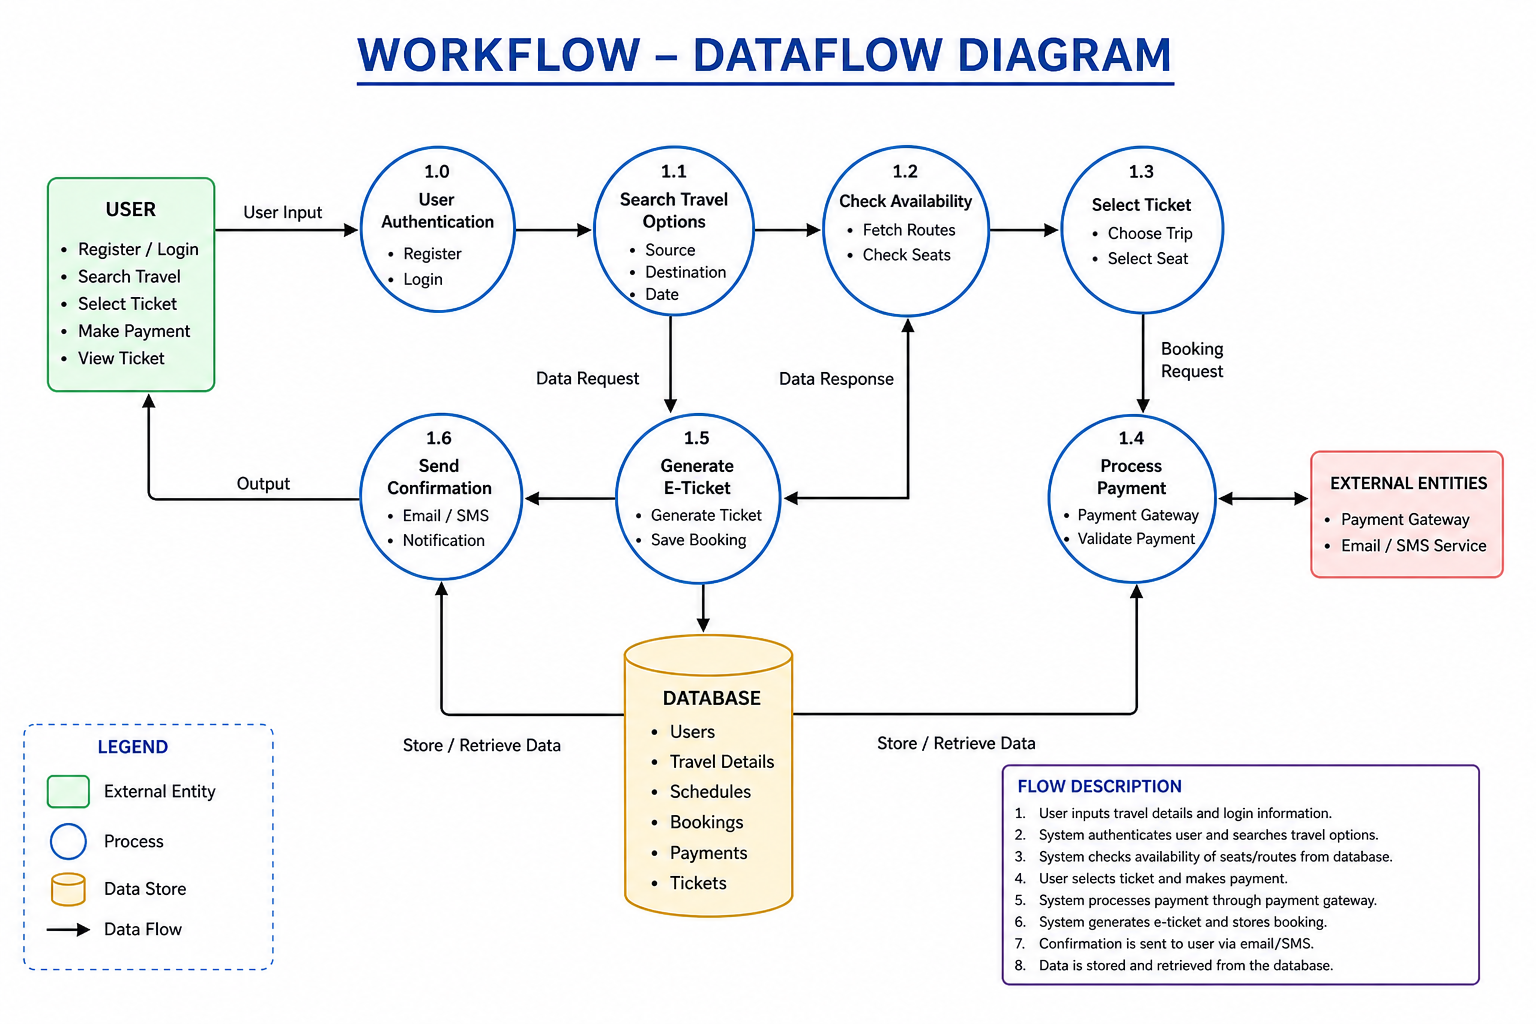 WORKFLOW – DATAFLOW DIAGRAM
USER
• Register / Login
• Search Travel
• Select Ticket
• Make Payment
• View Ticket
User Input
1.0
User
Authentication
• Register
• Login
1.1
Search Travel
Options
• Source
• Destination
• Date
1.2
Check Availability
• Fetch Routes
• Check Seats
1.3
Select Ticket
• Choose Trip
• Select Seat
Data Request
Data Response
Booking
Request
Output
1.6
Send
Confirmation
• Email / SMS
• Notification
1.5
Generate
E-Ticket
• Generate Ticket
• Save Booking
1.4
Process
Payment
• Payment Gateway
• Validate Payment
EXTERNAL ENTITIES
• Payment Gateway
• Email / SMS Service
DATABASE
• Users
• Travel Details
• Schedules
• Bookings
• Payments
• Tickets
Store / Retrieve Data
Store / Retrieve Data
LEGEND
External Entity
Process
Data Store
Data Flow
FLOW DESCRIPTION
1. User inputs travel details and login information.
2. System authenticates user and searches travel options.
3. System checks availability of seats/routes from database.
4. User selects ticket and makes payment.
5. System processes payment through payment gateway.
6. System generates e-ticket and stores booking.
7. Confirmation is sent to user via email/SMS.
8. Data is stored and retrieved from the database.